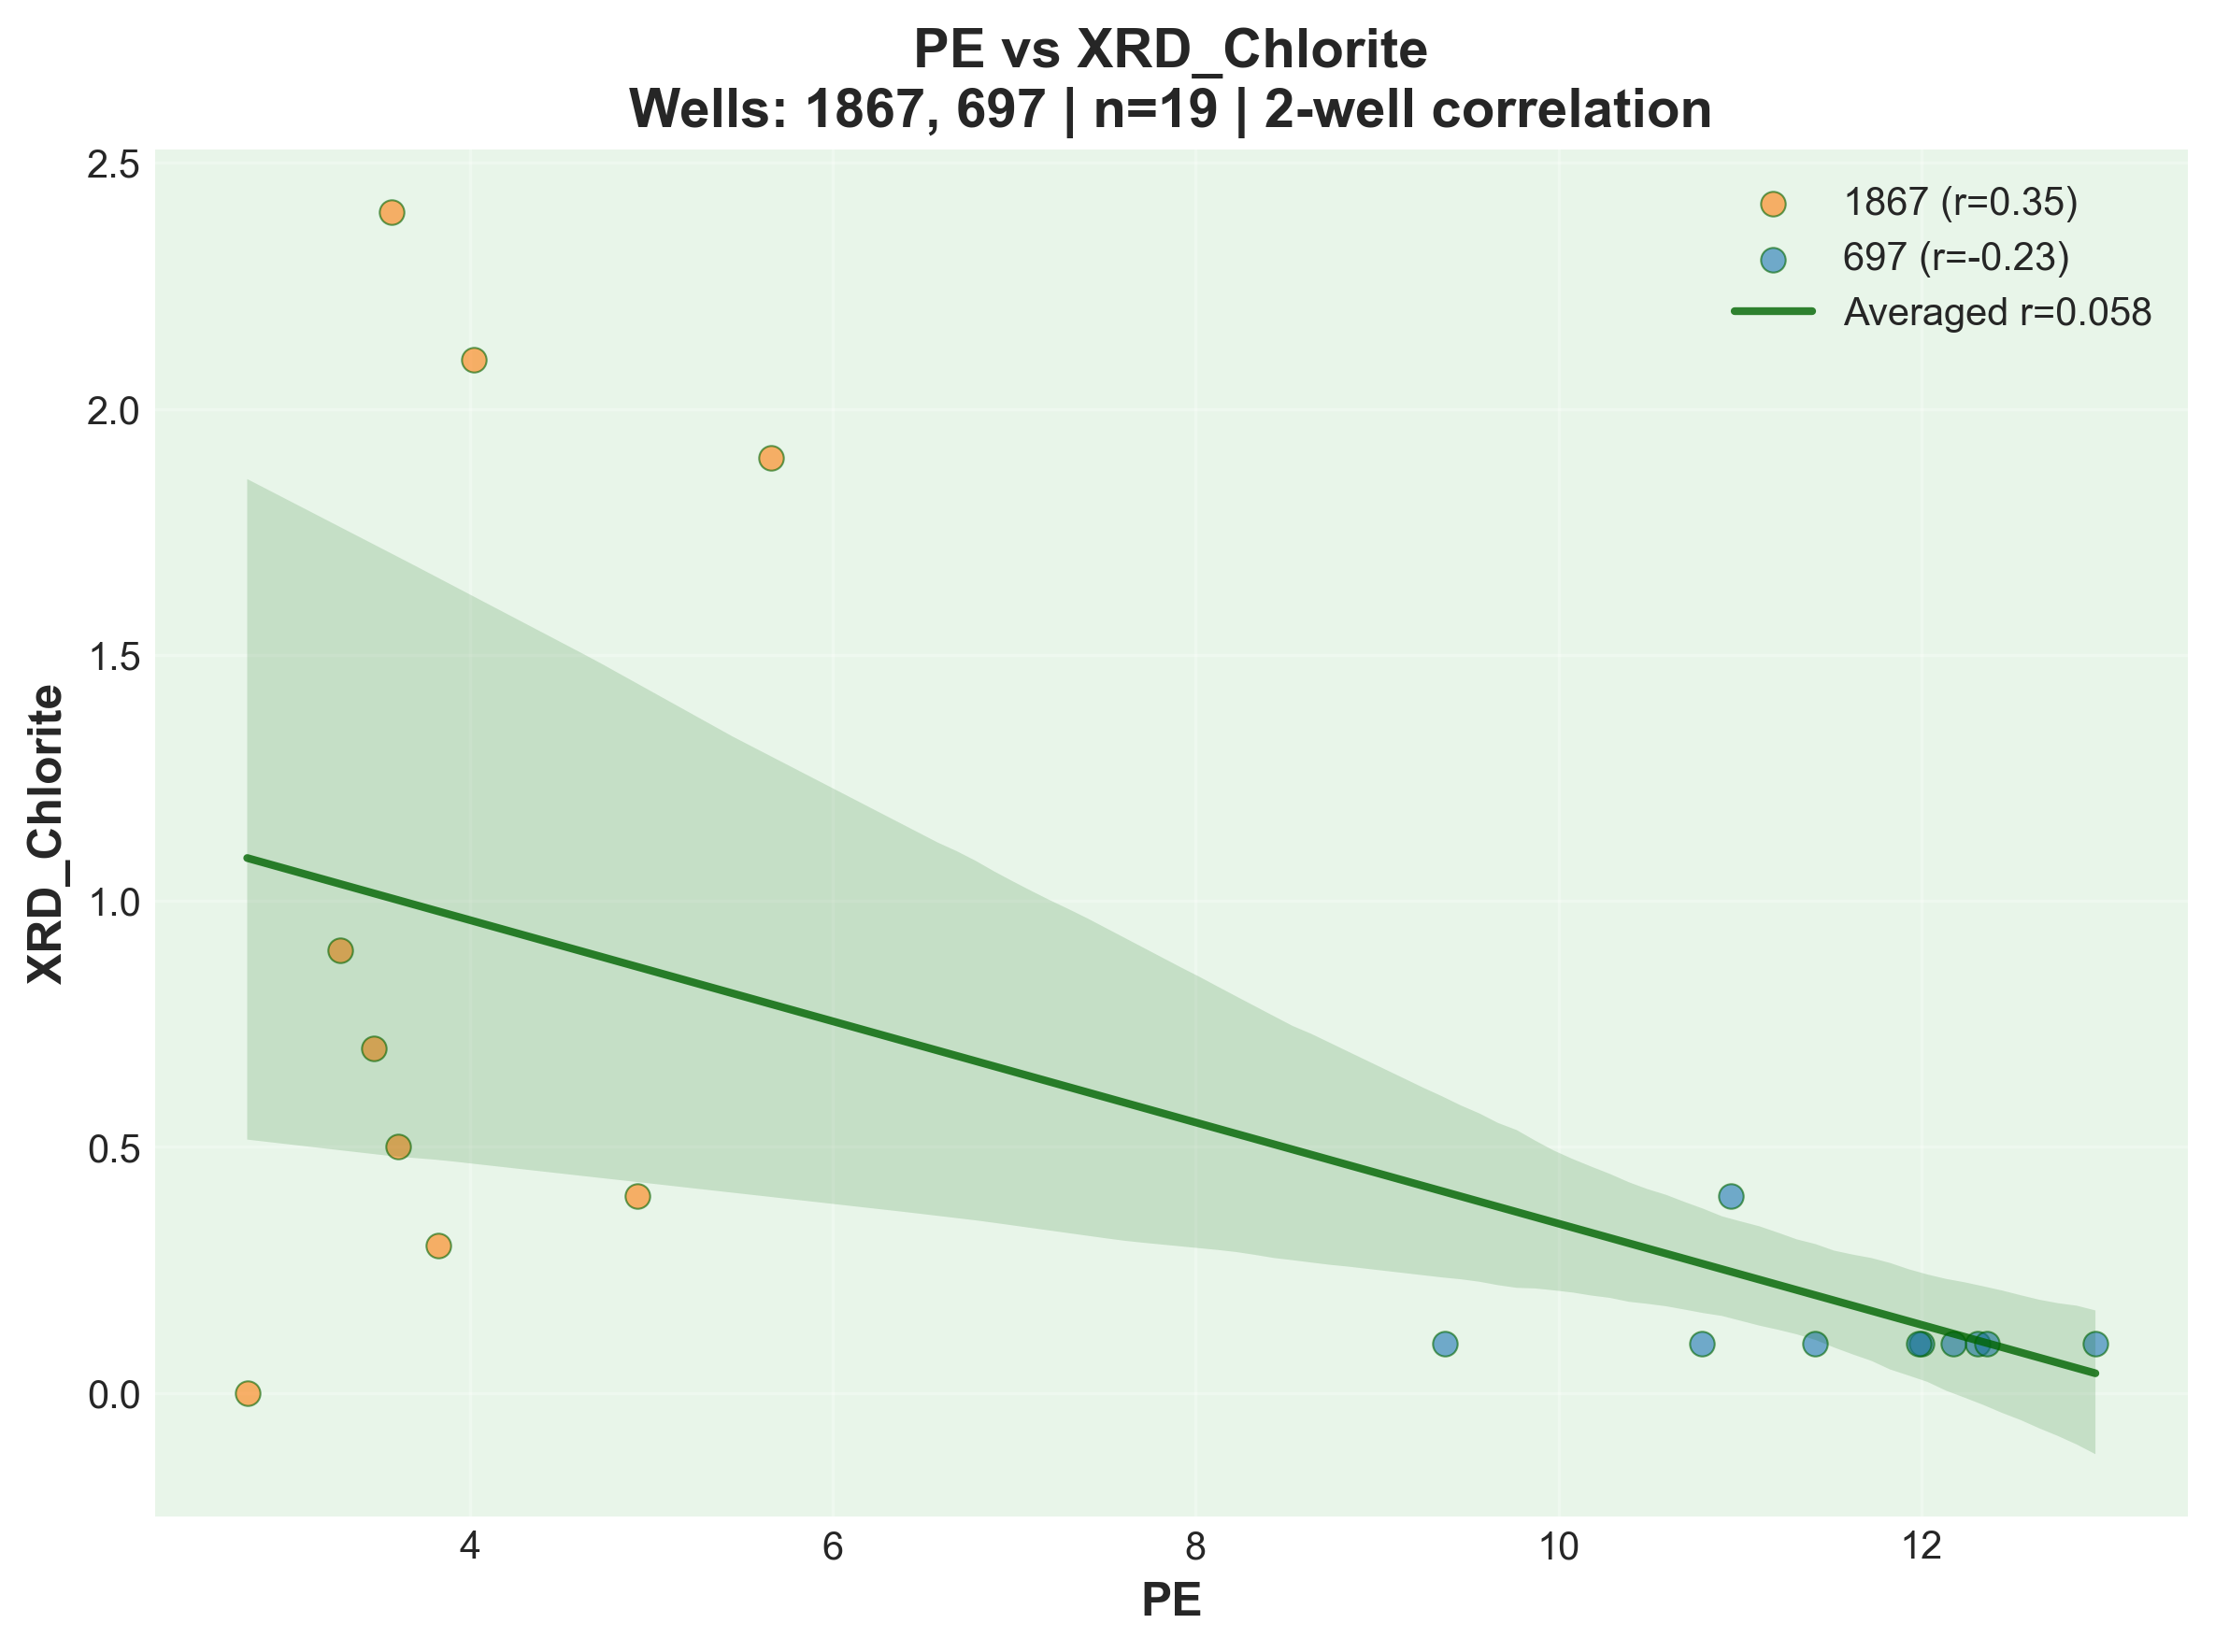 PE vs XRD_Chlorite
Wells: 1867, 697 | n=19 | 2-well correlation
1867 (r=0.35)
697 (r=-0.23)
Averaged r=0.058
XRD_Chlorite
2.5
2.0
1.5
1.0
0.5
0.0
4
6
8
10
12
PE